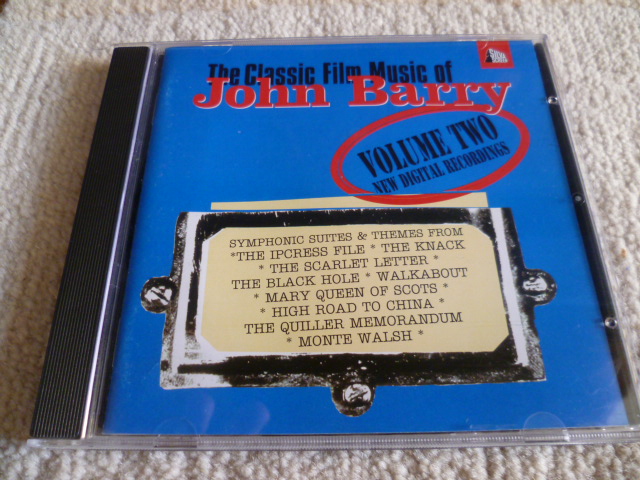 The Classic Film Music of
John Barry
VOLUME TWO
NEW DIGITAL RECORDINGS
SYMPHONIC SUITES & THEMES FROM
*THE IPCRESS FILE * THE KNACK
* THE SCARLET LETTER *
THE BLACK HOLE * WALKABOUT
* MARY QUEEN OF SCOTS *
* HIGH ROAD TO CHINA *
THE QUILLER MEMORANDUM
* MONTE WALSH *